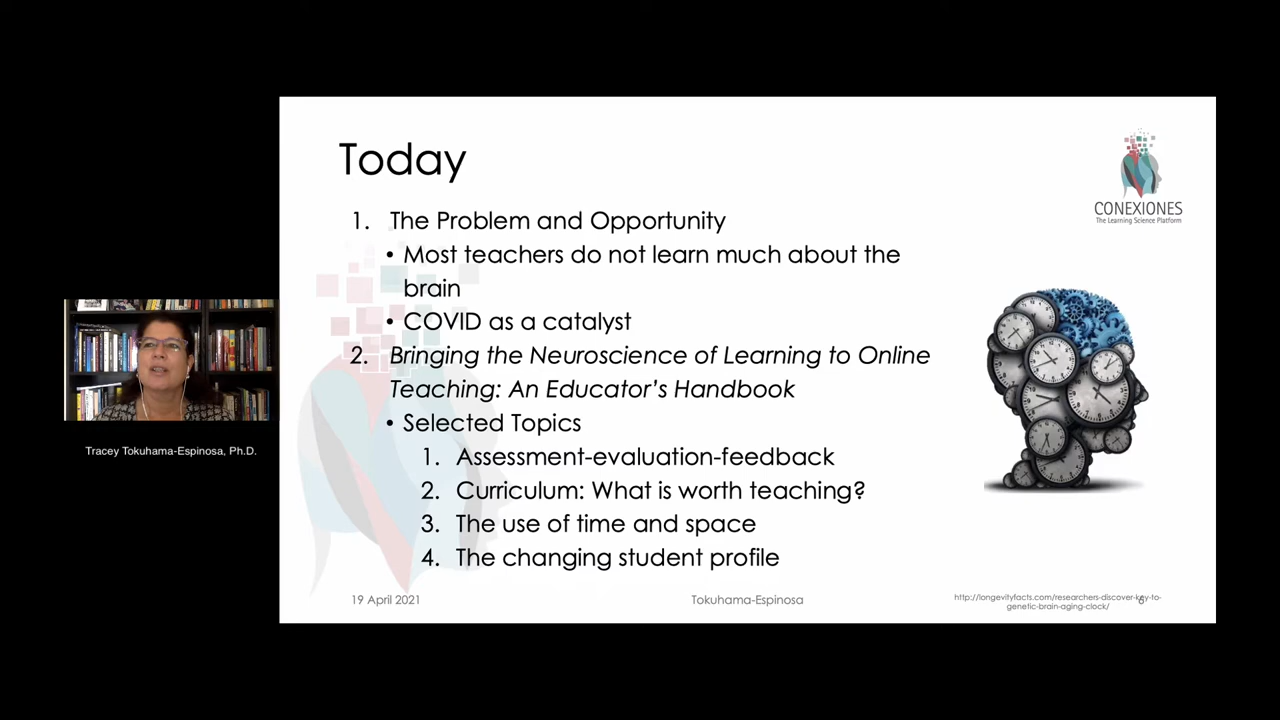 Today
CONEXIONES
The Learning Science Platform
1. The Problem and Opportunity
• Most teachers do not learn much about the
brain
• COVID as a catalyst
2. Bringing the Neuroscience of Learning to Online
Teaching: An Educator's Handbook
• Selected Topics
1. Assessment-evaluation-feedback
2. Curriculum: What is worth teaching?
3. The use of time and space
4. The changing student profile
Tracey Tokuhama-Espinosa, Ph.D.
19 April 2021
Tokuhama-Espinosa
http://longevityfacts.com/researchers-discover-key-to-
genetic-brain-aging-clock/
6